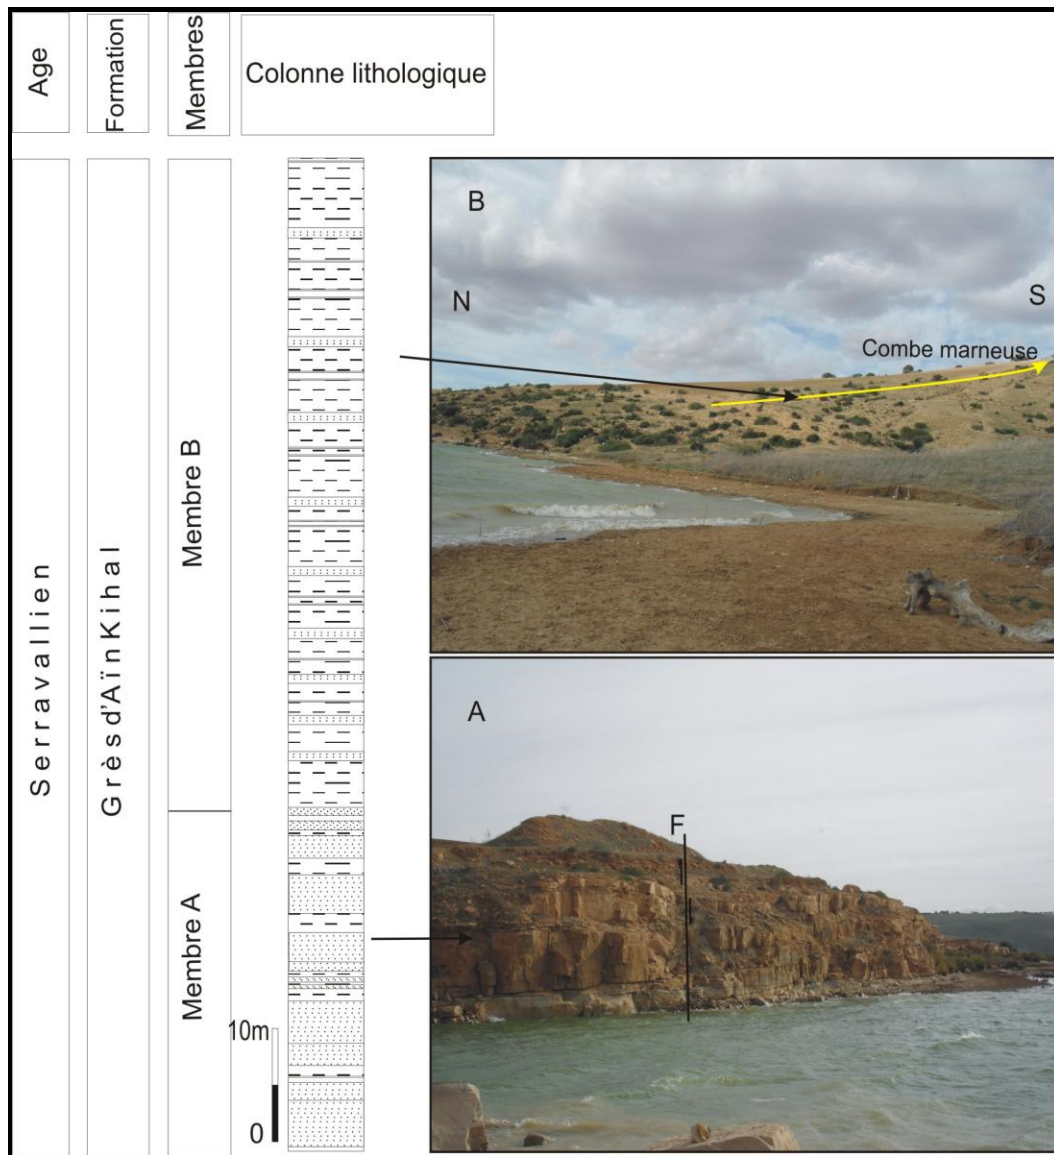 Age
Formation
Membres
Colonne lithologique
Serravallien
Grès d'Aïn Kihal
Membre B
Membre A
10m
0
B
N
S
Combe marneuse
A
F